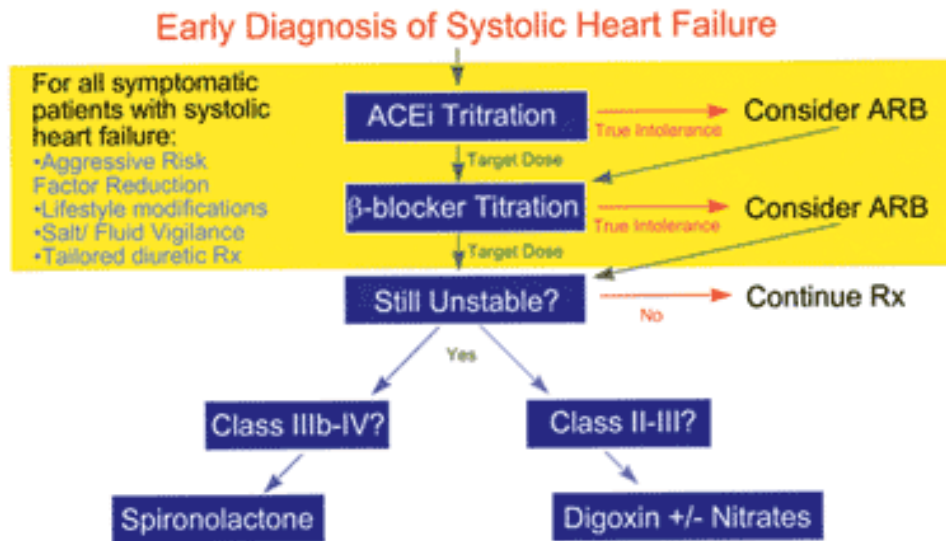 Early Diagnosis of Systolic Heart Failure
For all symptomatic
patients with systolic
heart failure:
•Aggressive Risk
Factor Reduction
•Lifestyle modifications
•Salt/ Fluid Vigilance
•Tailored diuretic Rx
ACEi Tritration
True Intolerance
Consider ARB
Target Dose
β-blocker Titration
True Intolerance
Consider ARB
Target Dose
Still Unstable?
No
Continue Rx
Yes
Class IIIb-IV?
Class II-III?
Spironolactone
Digoxin +/- Nitrates